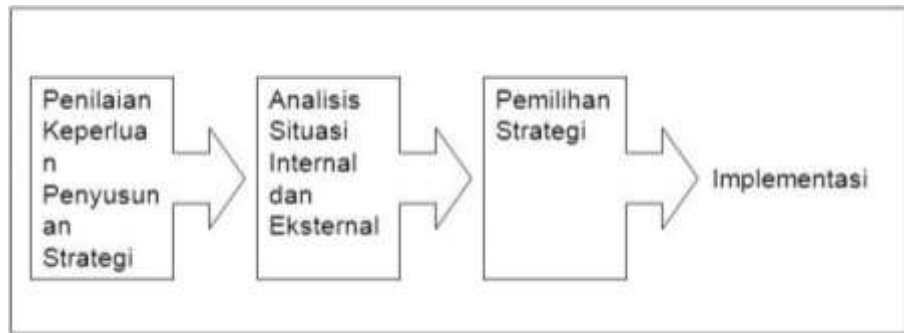 Penilaian
Keperlua
n
Penyusun
an
Strategi
Analisis
Situasi
Internal
dan
Eksternal
Pemilihan
Strategi
Implementasi